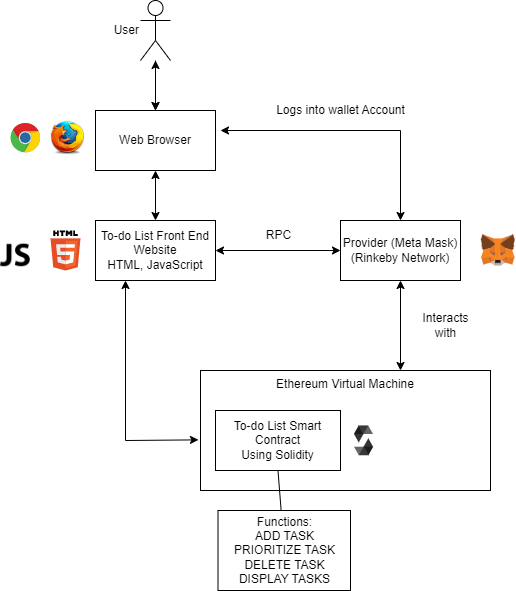 User
Logs into wallet Account
Web Browser
HTML
5
JS
To-do List Front End
Website
HTML, JavaScript
RPC
Provider (Meta Mask)
(Rinkeby Network)
Interacts
with
Ethereum Virtual Machine
To-do List Smart
Contract
Using Solidity
Functions:
ADD TASK
PRIORITIZE TASK
DELETE TASK
DISPLAY TASKS